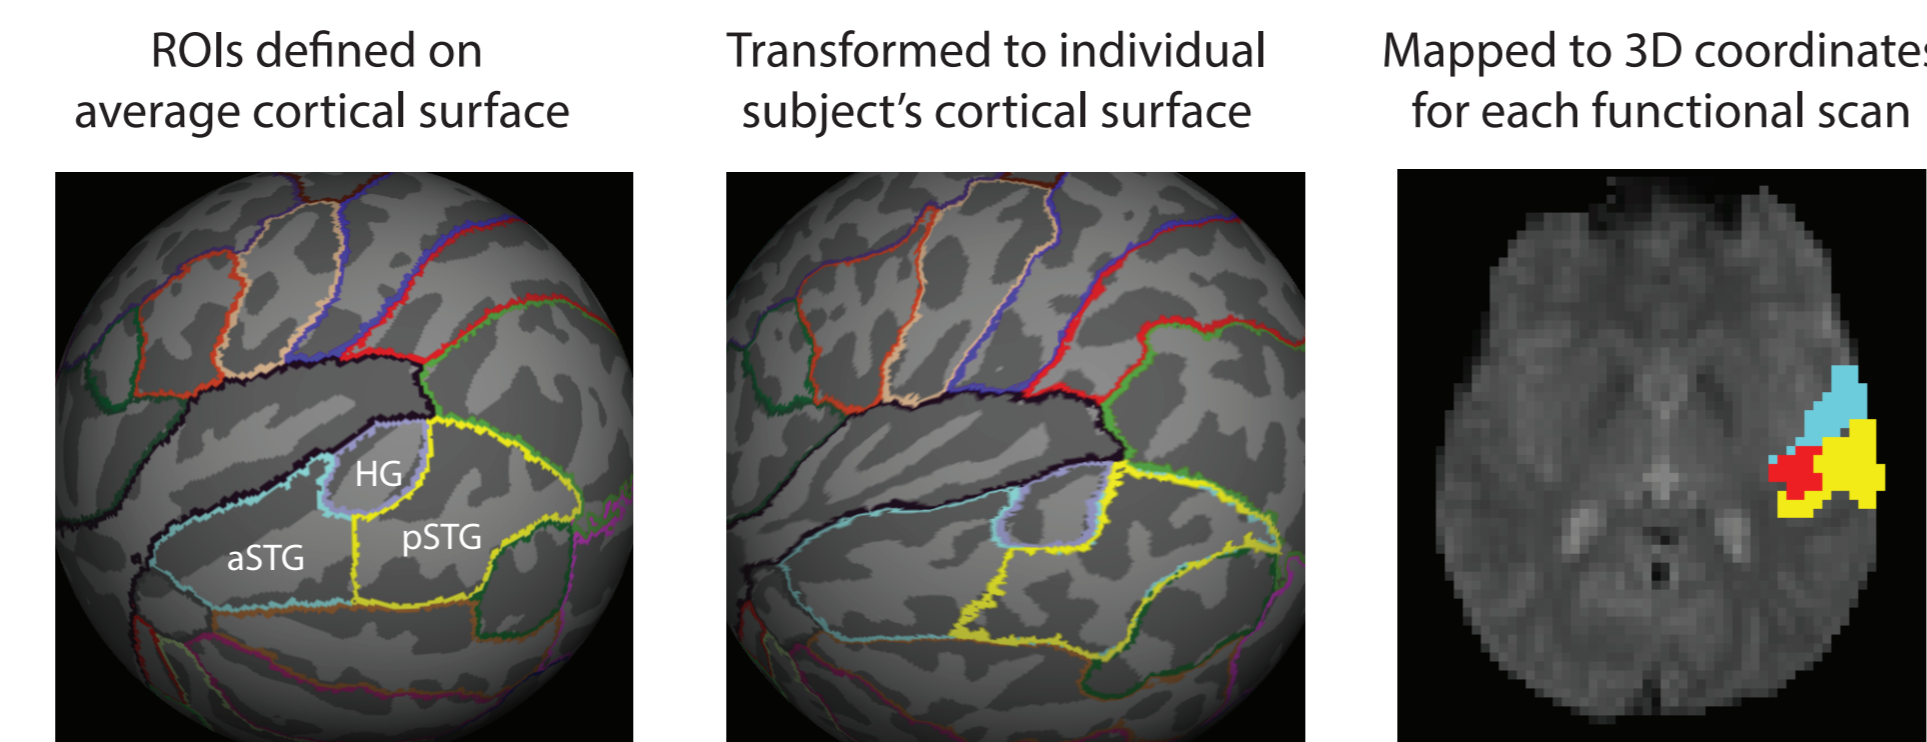 ROIs defined on
average cortical surface
Transformed to individual
subject’s cortical surface
Mapped to 3D coordinates
for each functional scan
HG
pSTG
aSTG